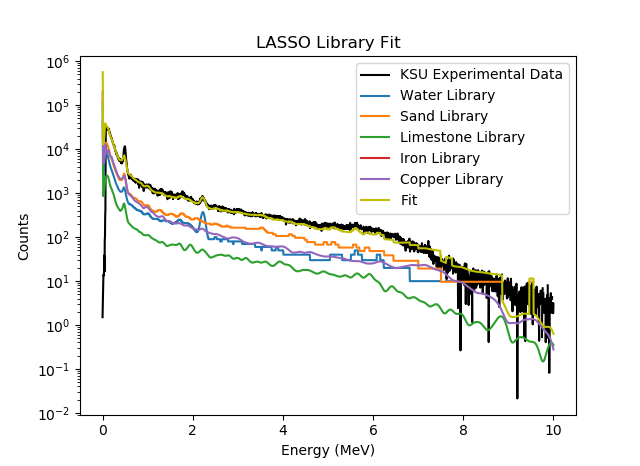 LASSO Library Fit
10^6
10^5
10^4
10^3
10^2
10^1
10^0
10^-1
10^-2
Counts
KSU Experimental Data
Water Library
Sand Library
Limestone Library
Iron Library
Copper Library
Fit
0 2 4 6 8 10
Energy (MeV)